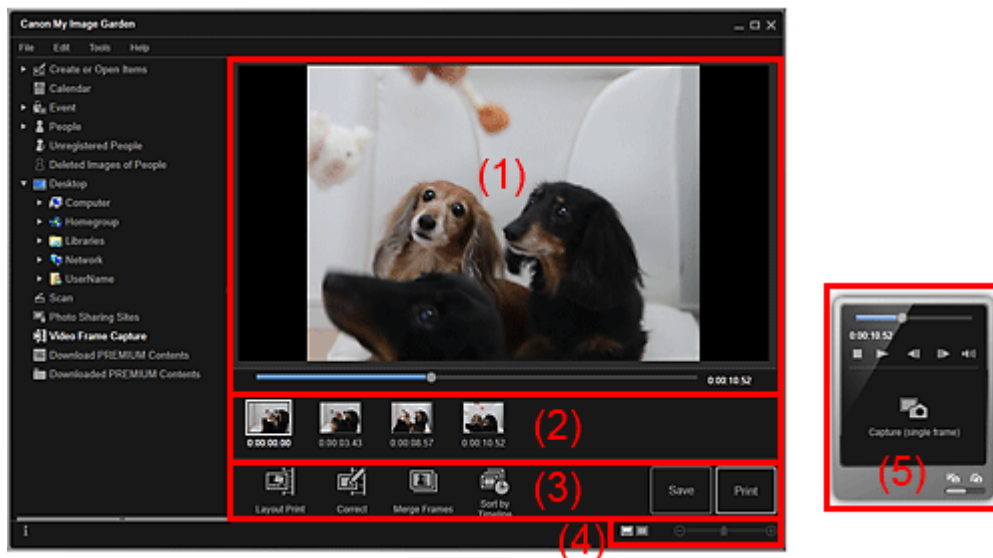 Canon My Image Garden
File Edit Tools Help
Create or Open Items
Calendar
Event
People
Unregistered People
Deleted Images of People
Desktop
Computer
Homegroup
Libraries
Network
UserName
Scan
Photo Sharing Sites
Video Frame Capture
Download PREMIUM Contents
Downloaded PREMIUM Contents
(1)
0:00:10.52
0:00:00.00 0:00:03.43 0:00:08.57 0:00:10.52
(2)
Layout Print Correct Merge Frames Sort by Timeline
(3)
Save Print
(4)
0:00:10.52
Capture (single frame)
(5)